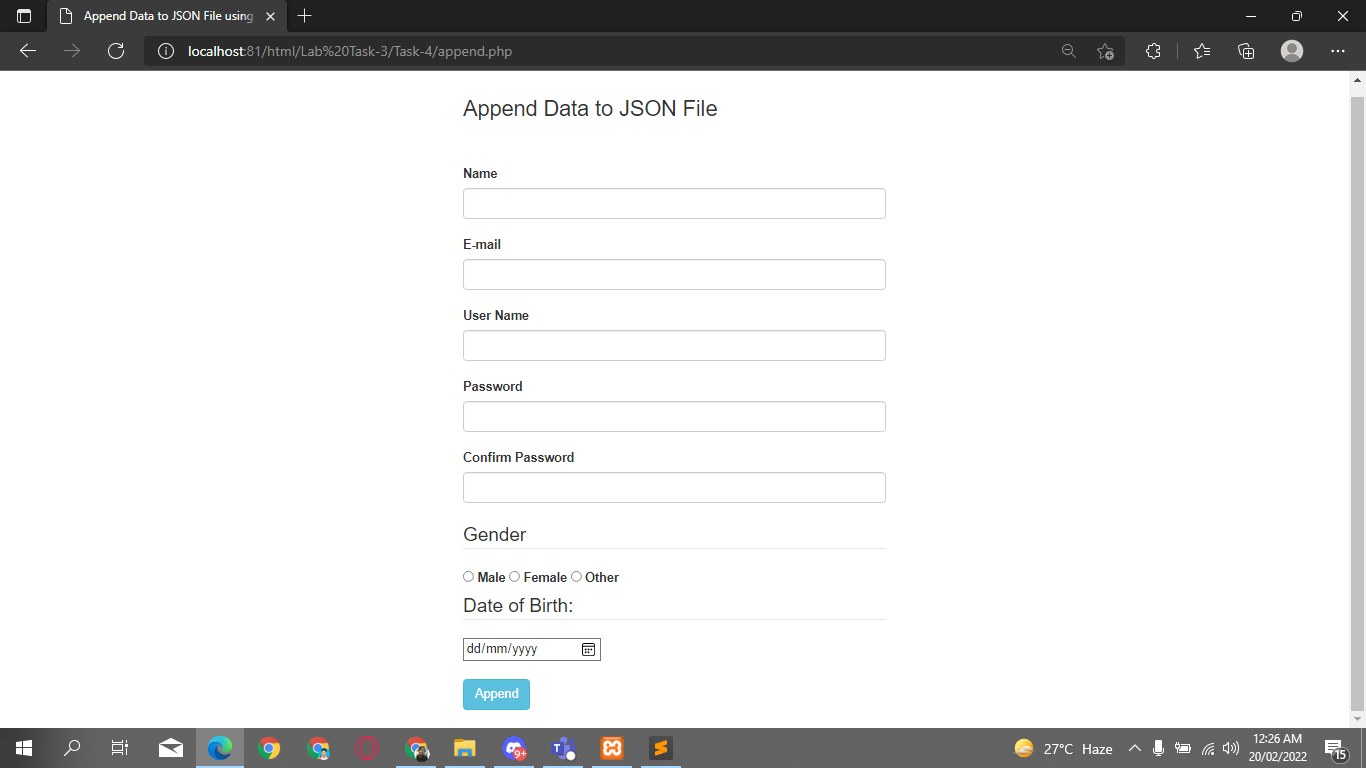 Append Data to JSON File using
localhost:81/html/Lab%20Task-3/Task-4/append.php
Append Data to JSON File
Name
E-mail
User Name
Password
Confirm Password
Gender
Male Female Other
Date of Birth:
dd/mm/yyyy
Append
9+
27°C Haze
12:26 AM
20/02/2022
15